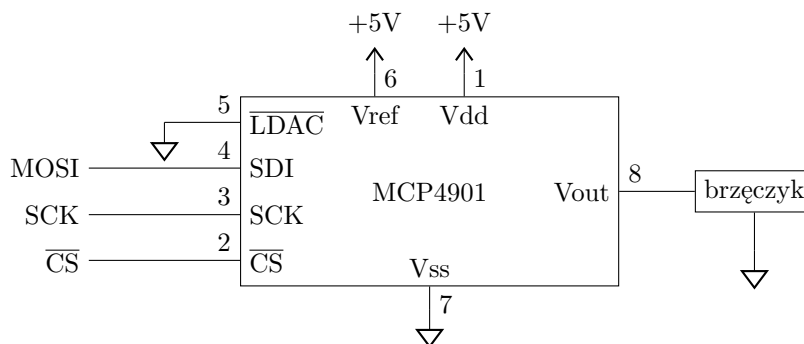 +5V +5V
6 1
5 LDAC Vref Vdd
MOSI 4 SDI
MCP4901 Vout 8 brzęczyk
SCK 3 SCK
CS 2 CS
Vss
7